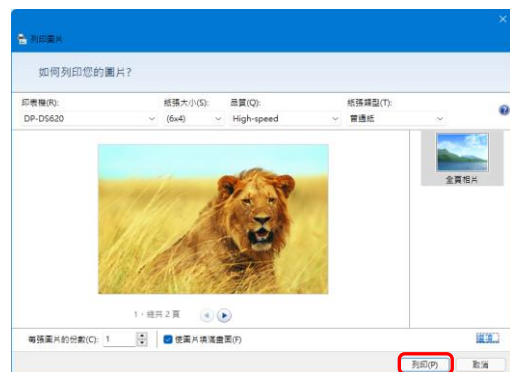 列印圖片
如何列印您的圖片?
印表機(R): 紙張大小(S): 品質(Q): 紙張類型(T):
DP-DS620 (6x4) High-speed 普通紙
全頁相片
1,總共 2 頁
每張圖片的份數(C): 1 使圖片填滿畫面(F) 選項...
列印(P) 取消